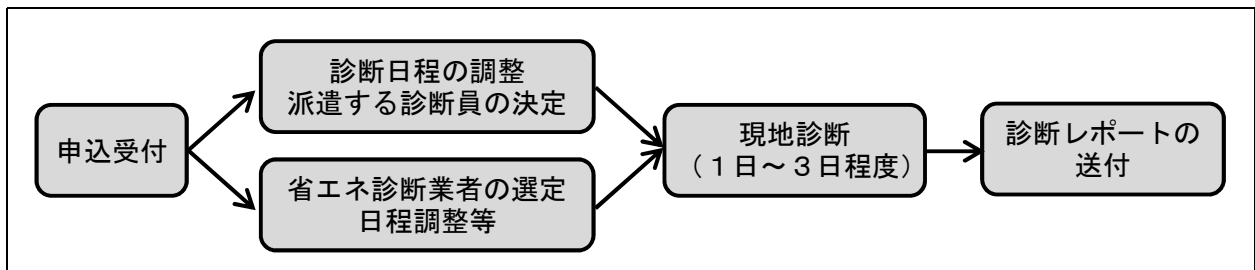 申込受付
診断日程の調整
派遣する診断員の決定
省エネ診断業者の選定
日程調整等
現地診断
（１日～３日程度）
診断レポートの
送付